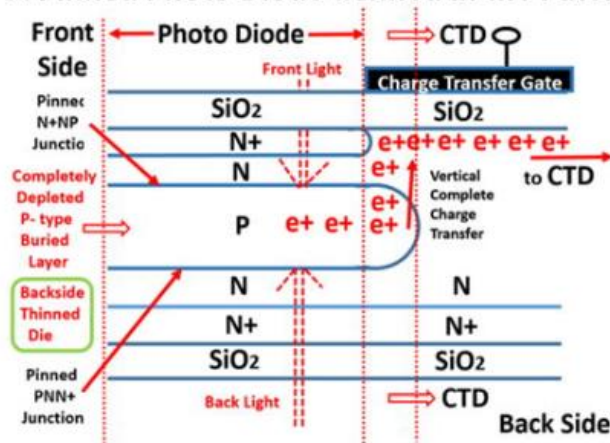 Front
Side
Photo Diode
CTD
Front Light
Charge Transfer Gate
Pinned
N+NP
Junctio
SiO2
SiO2
N+
e+e+ e+ e+ e+ e+
N
e+
to CTD
Completely
Depleted
P- type
Buried
Layer
P
e+ e+
e+
e+
Vertical
Complete
Charge
Transfer
Backside
Thinned
Die
N
N
N+
N+
SiO2
SiO2
Pinned
PNN+
Junction
Back Light
CTD
Back Side